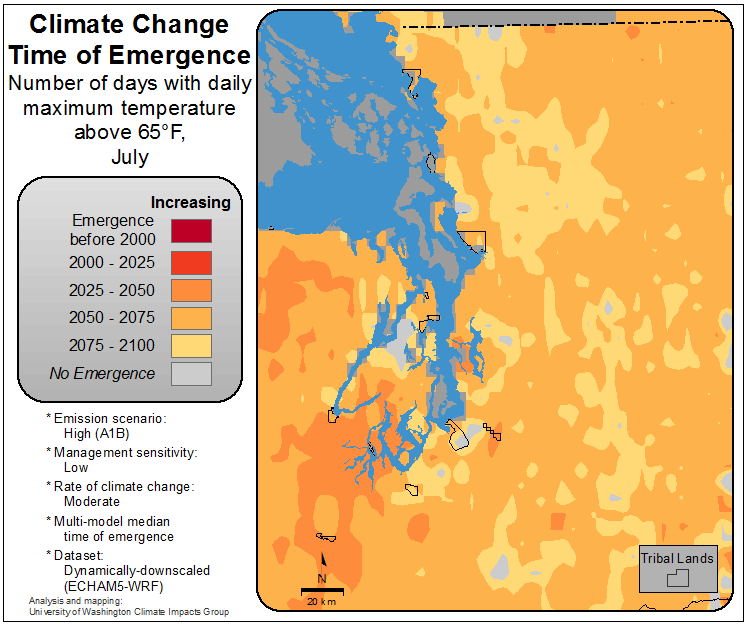 Climate Change
Time of Emergence
Number of days with daily
maximum temperature
above 65°F,
July
Increasing
Emergence
before 2000
2000 - 2025
2025 - 2050
2050 - 2075
2075 - 2100
No Emergence
* Emission scenario:
High (A1B)
* Management sensitivity:
Low
* Rate of climate change:
Moderate
* Multi-model median
time of emergence
* Dataset:
Dynamically-downscaled
(ECHAM5-WRF)
Analysis and mapping:
University of Washington Climate Impacts Group
N
20 km
Tribal Lands